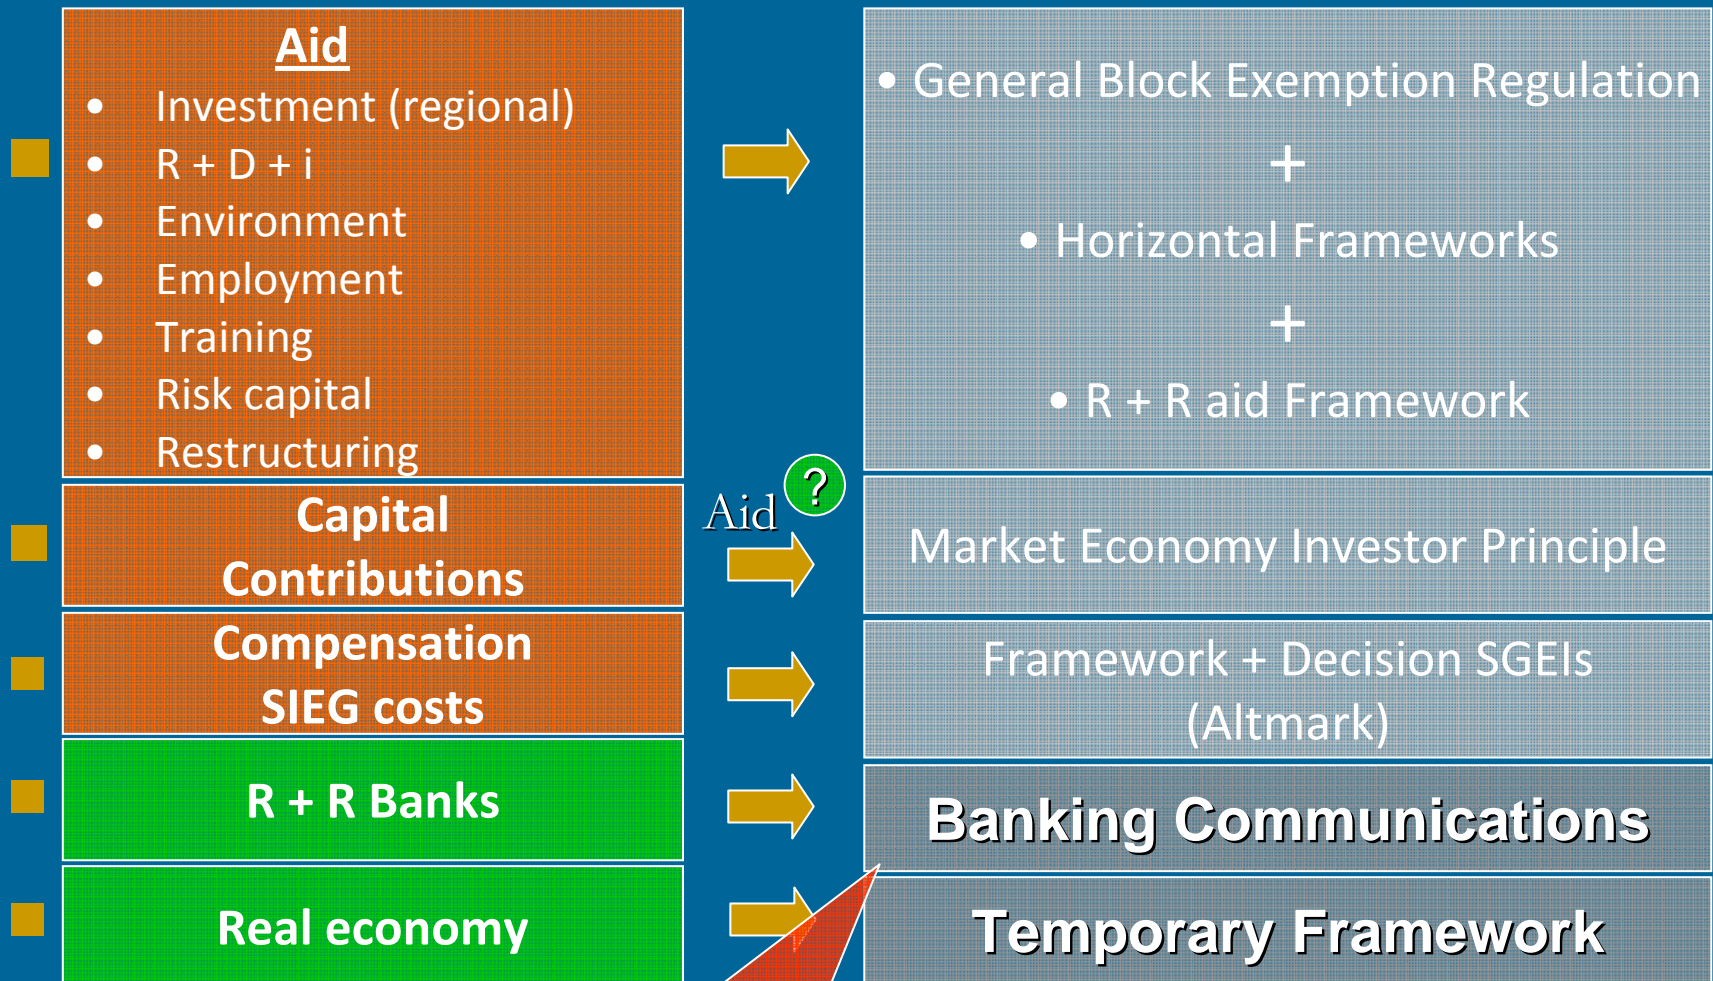 Aid
• Investment (regional)
• R + D + i
• Environment
• Employment
• Training
• Risk capital
• Restructuring
• General Block Exemption Regulation
+
• Horizontal Frameworks
+
• R + R aid Framework
Capital
Contributions
Aid ?
Market Economy Investor Principle
Compensation
SIEG costs
Framework + Decision SGEIs
(Altmark)
R + R Banks
Banking Communications
Real economy
Temporary Framework